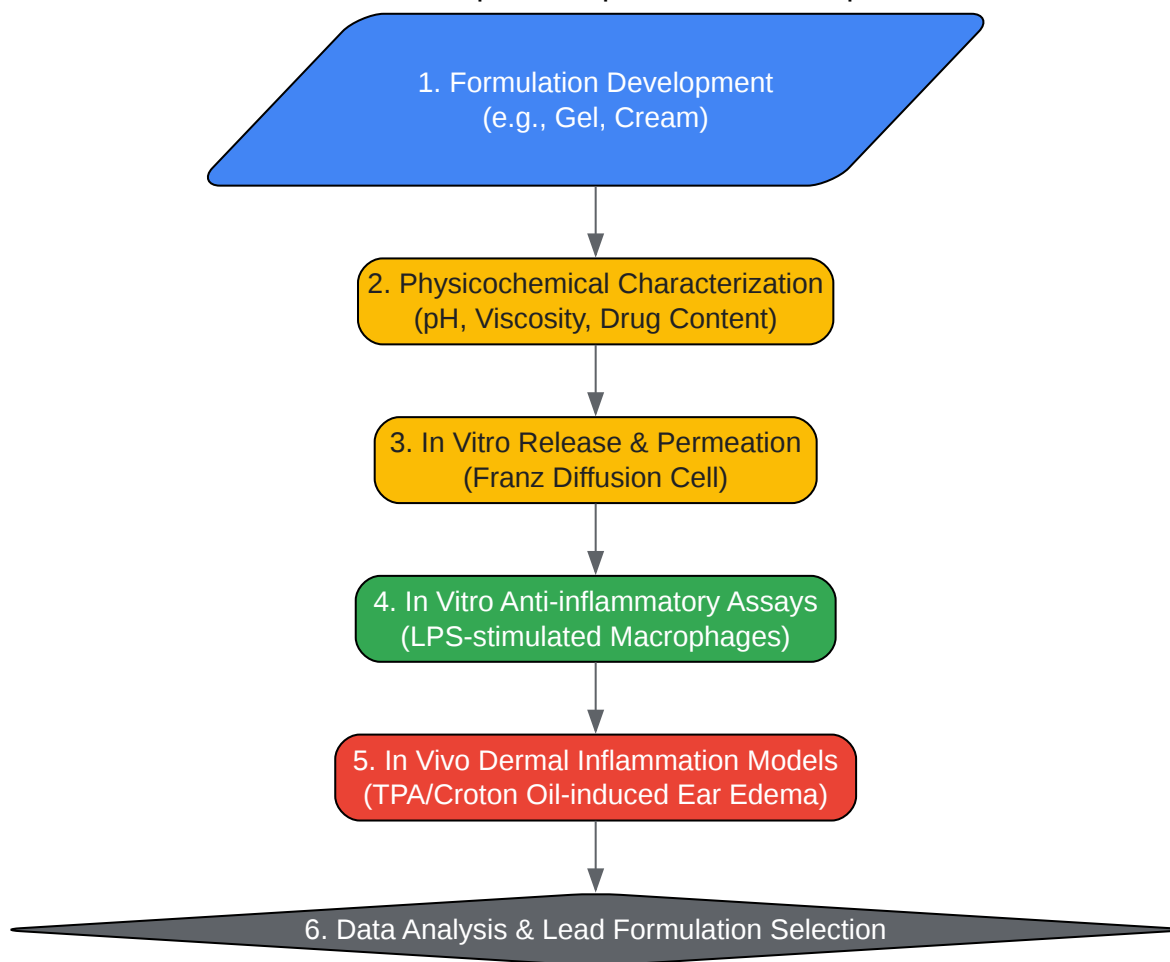 1. Formulation Development
(e.g., Gel, Cream)
2. Physicochemical Characterization
(pH, Viscosity, Drug Content)
3. In Vitro Release & Permeation
(Franz Diffusion Cell)
4. In Vitro Anti-inflammatory Assays
(LPS-stimulated Macrophages)
5. In Vivo Dermal Inflammation Models
(TPA/Croton Oil-induced Ear Edema)
6. Data Analysis & Lead Formulation Selection